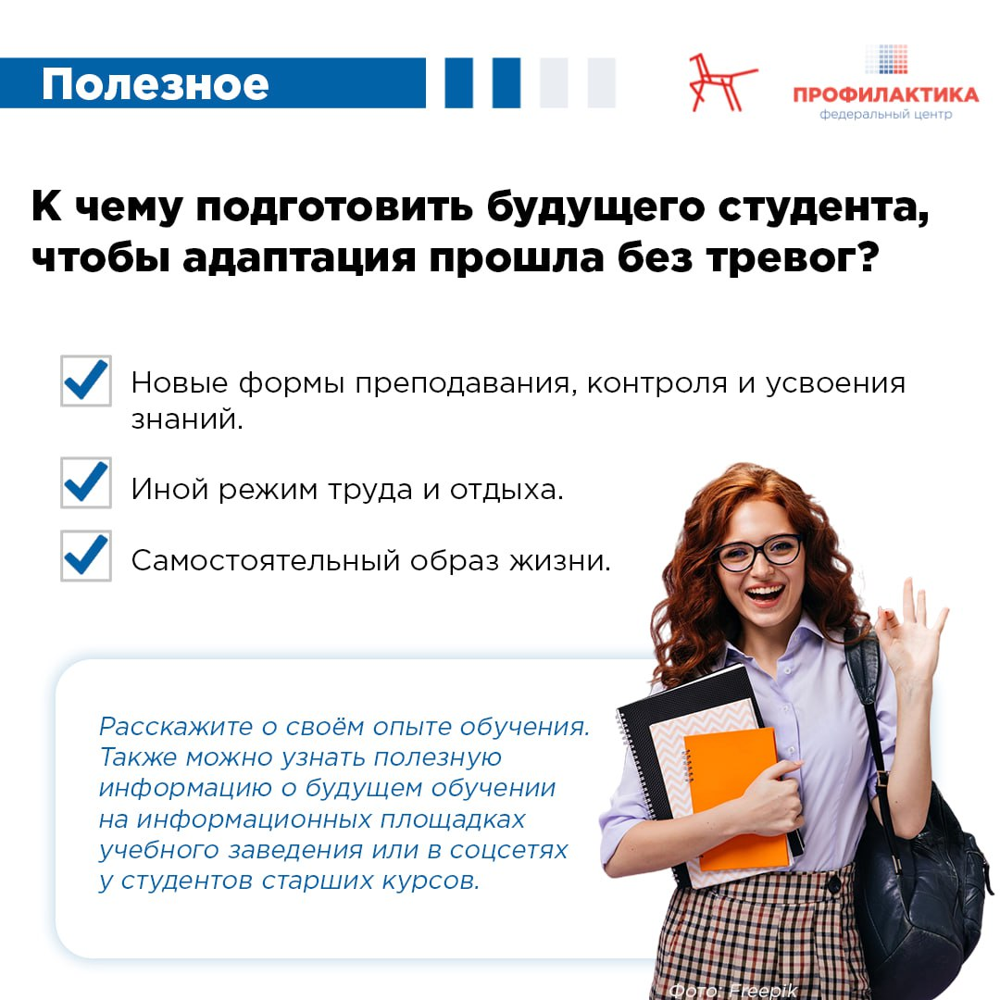 Полезное
ПРОФИЛАКТИКА
федеральный центр
К чему подготовить будущего студента,
чтобы адаптация прошла без тревог?
Новые формы преподавания, контроля и усвоения
знаний.
Иной режим труда и отдыха.
Самостоятельный образ жизни.
Расскажите о своём опыте обучения.
Также можно узнать полезную
информацию о будущем обучении
на информационных площадках
учебного заведения или в соцсетях
у студентов старших курсов.
Фото: Freepik